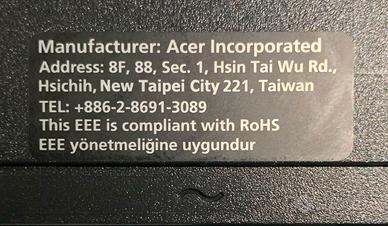 Manufacturer: Acer Incorporated
Address: 8F, 88, Sec. 1, Hsin Tai Wu Rd.,
Hsichih, New Taipei City 221, Taiwan
TEL: +886-2-8691-3089
This EEE is compliant with RoHS
EEE yönetmeliğine uygundur